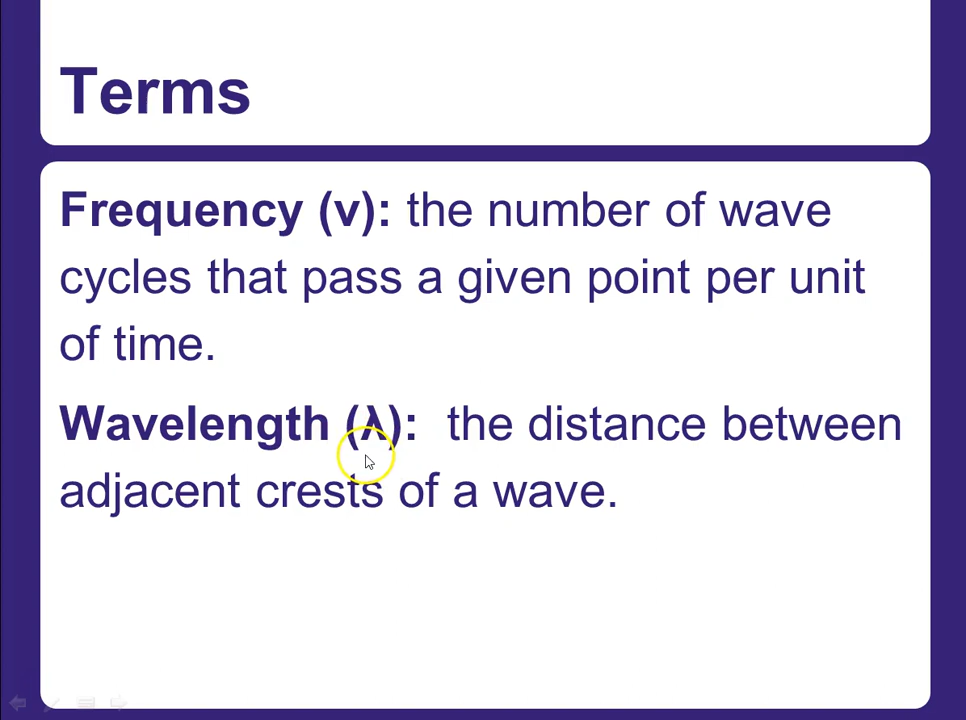 Terms
Frequency (v): the number of wave
cycles that pass a given point per unit
of time.
Wavelength (λ): the distance between
adjacent crests of a wave.